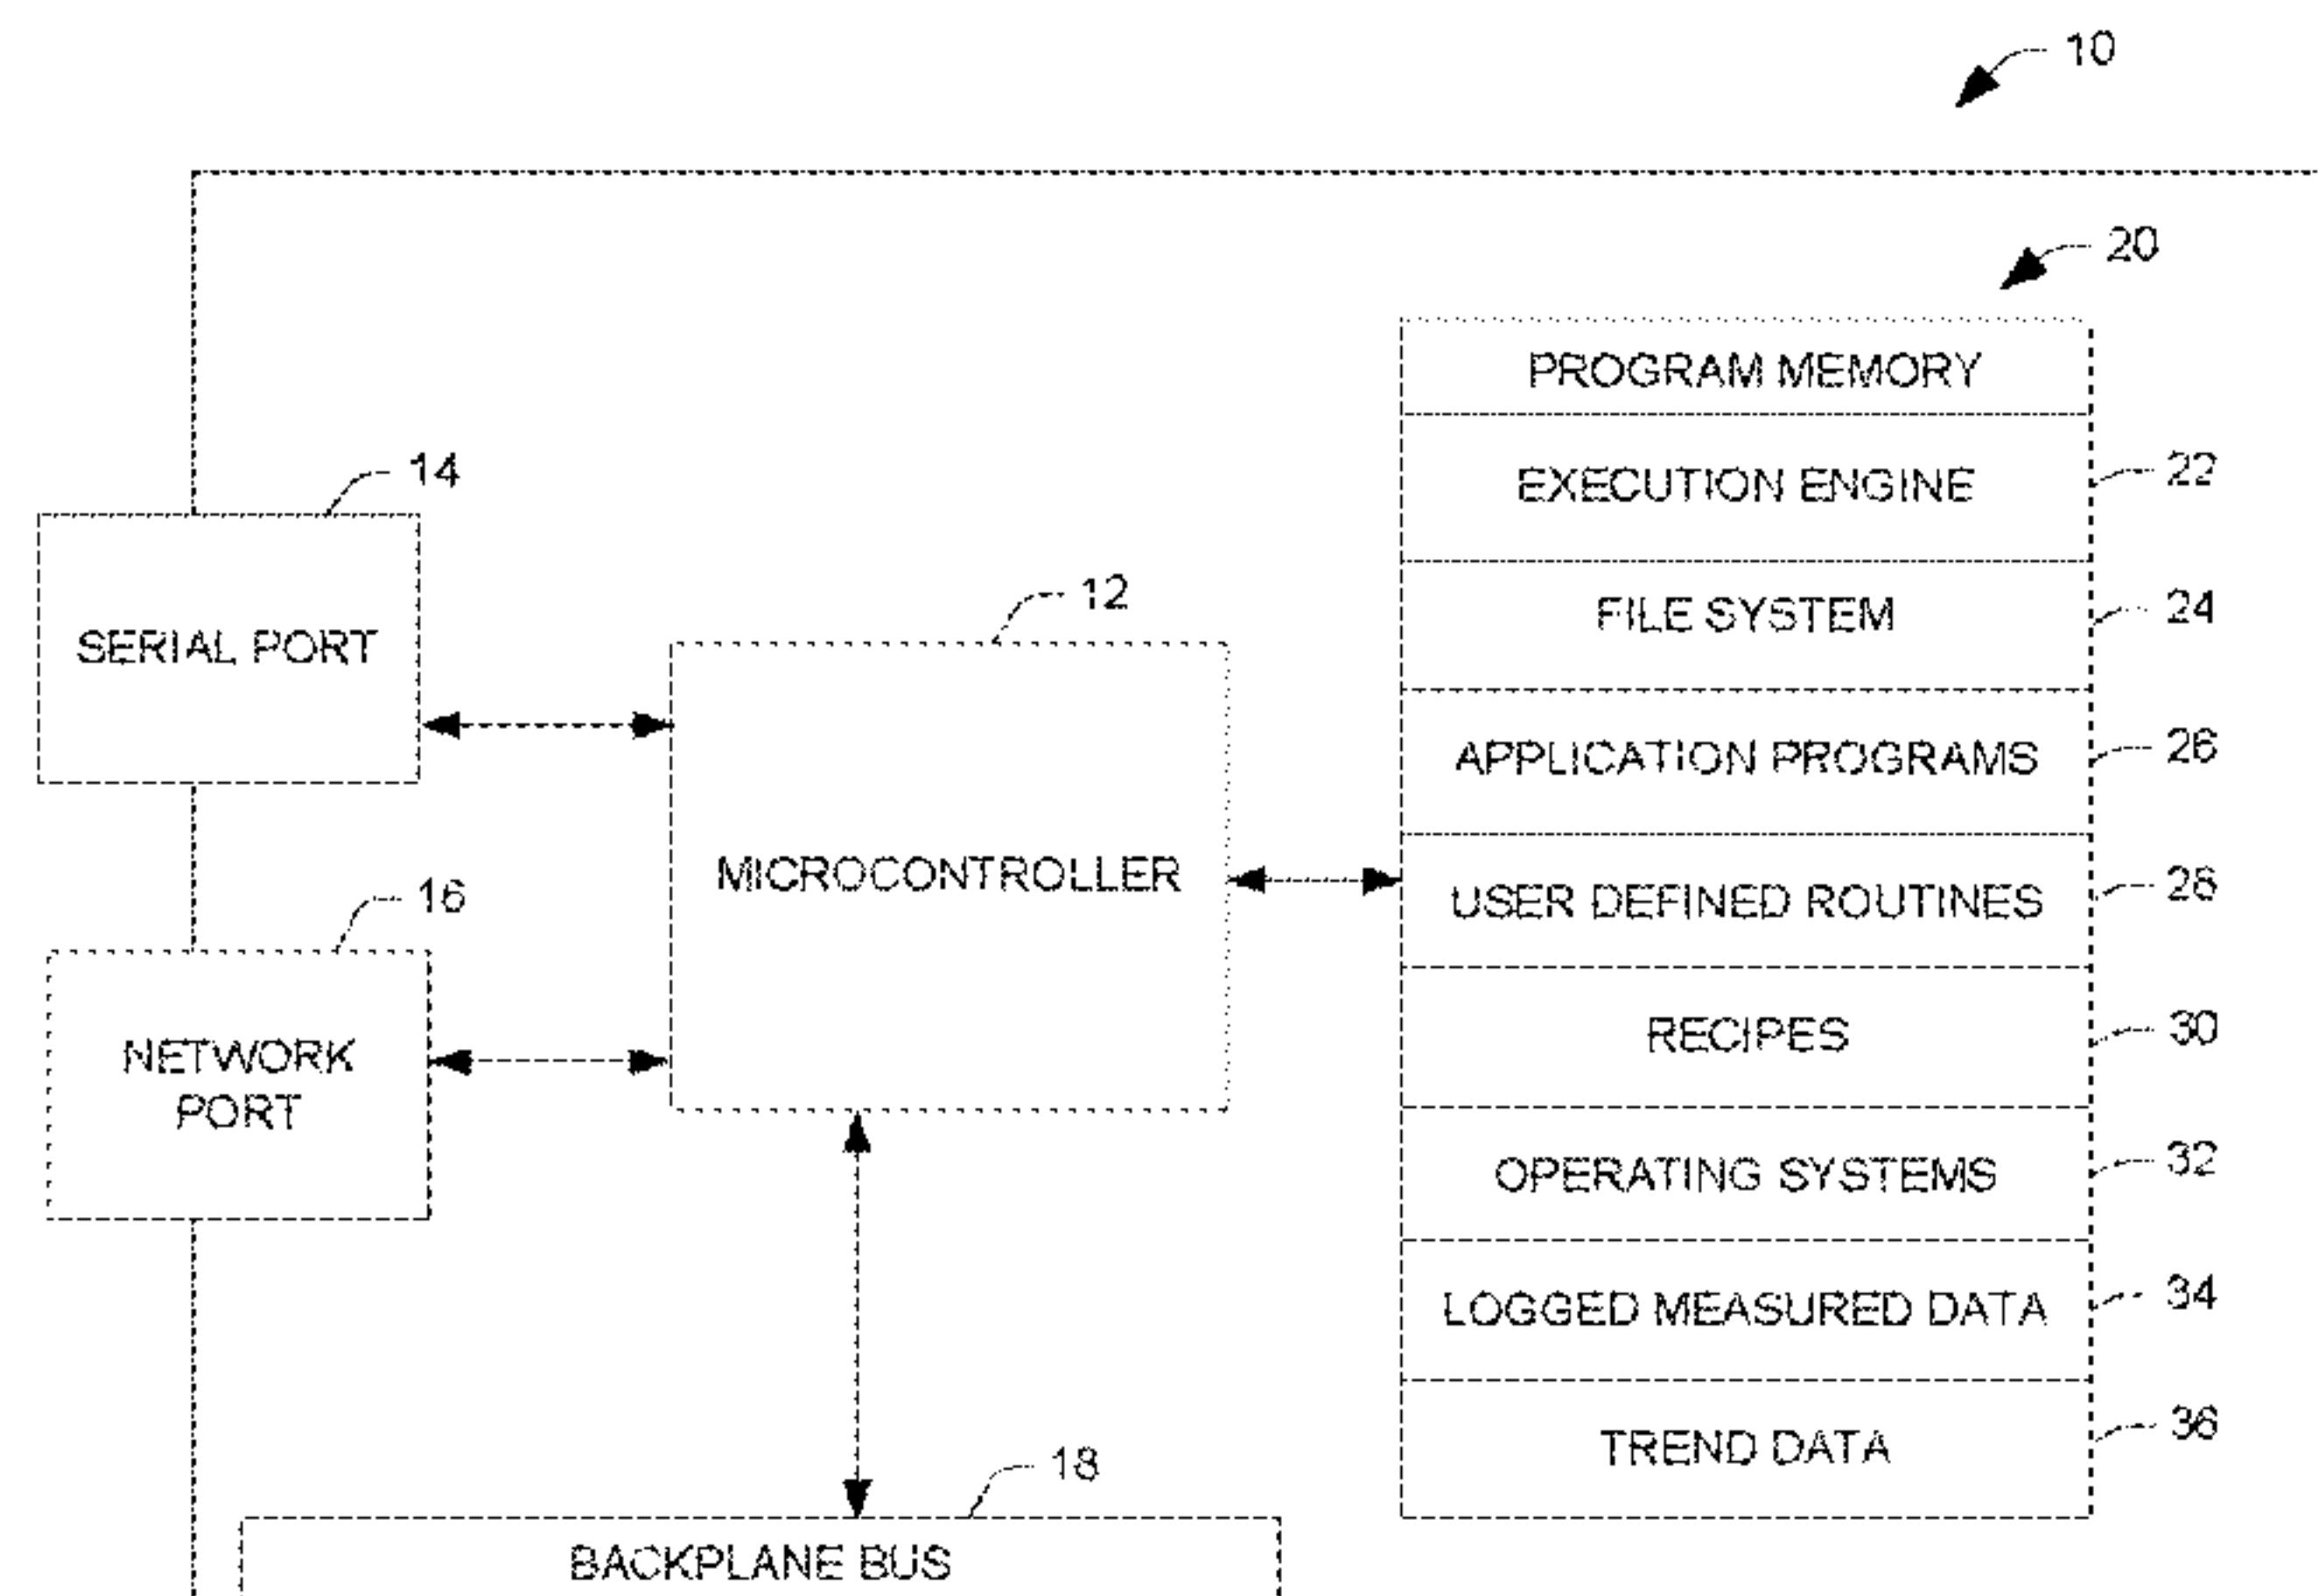 10
20
PROGRAM MEMORY
EXECUTION ENGINE
22
FILE SYSTEM
24
APPLICATION PROGRAMS
26
USER DEFINED ROUTINES
28
RECIPES
30
OPERATING SYSTEMS
32
LOGGED MEASURED DATA
34
TREND DATA
36
14
SERIAL PORT
12
MICROCONTROLLER
16
NETWORK
PORT
18
BACKPLANE BUS